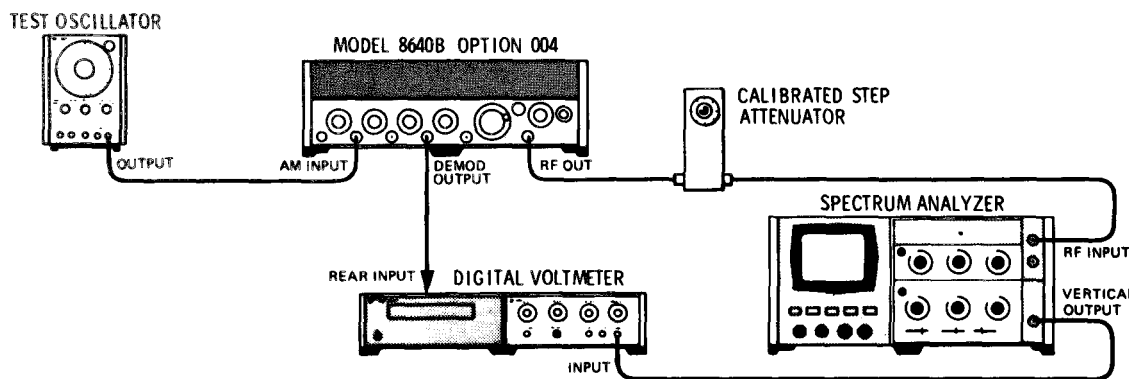 TEST OSCILLATOR
MODEL 8640B OPTION 004
CALIBRATED STEP
ATTENUATOR
OUTPUT
AM INPUT
DEMOD
OUTPUT
RF OUT
SPECTRUM ANALYZER
RF INPUT
REAR INPUT
DIGITAL VOLTMETER
VERTICAL
OUTPUT
INPUT